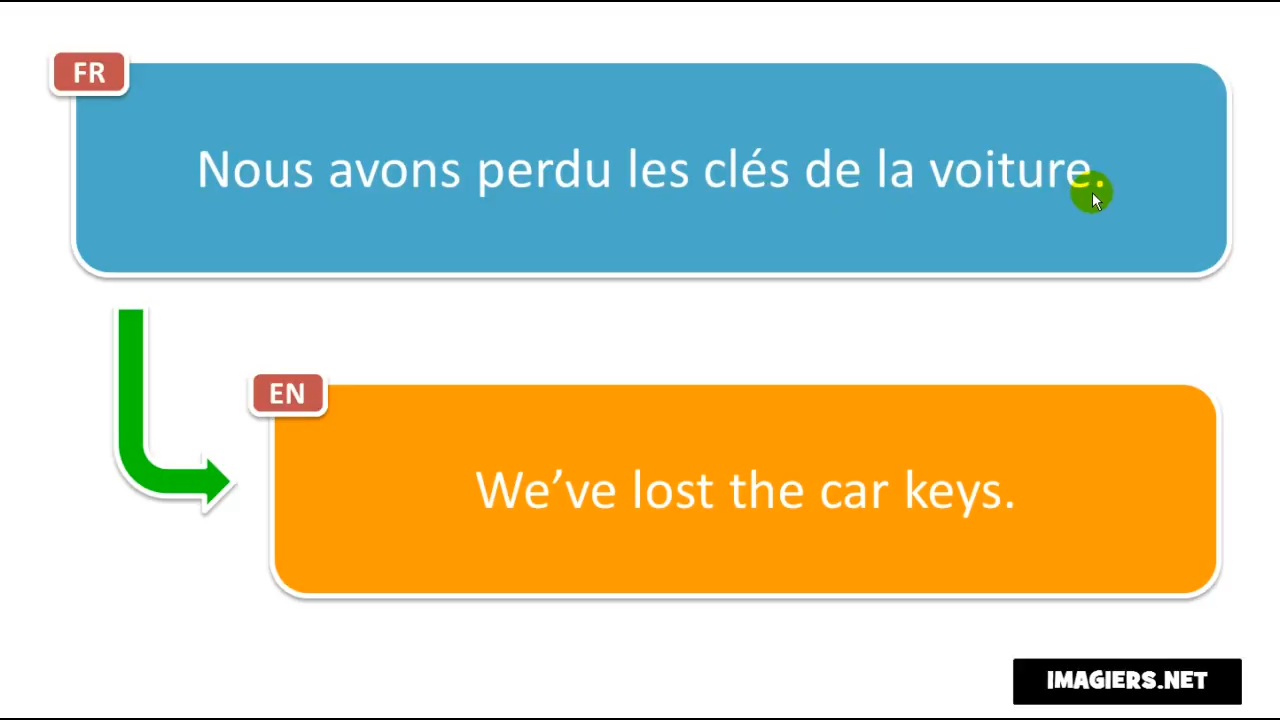 FR
Nous avons perdu les clés de la voiture.
EN
We’ve lost the car keys.
IMAGIERS.NET